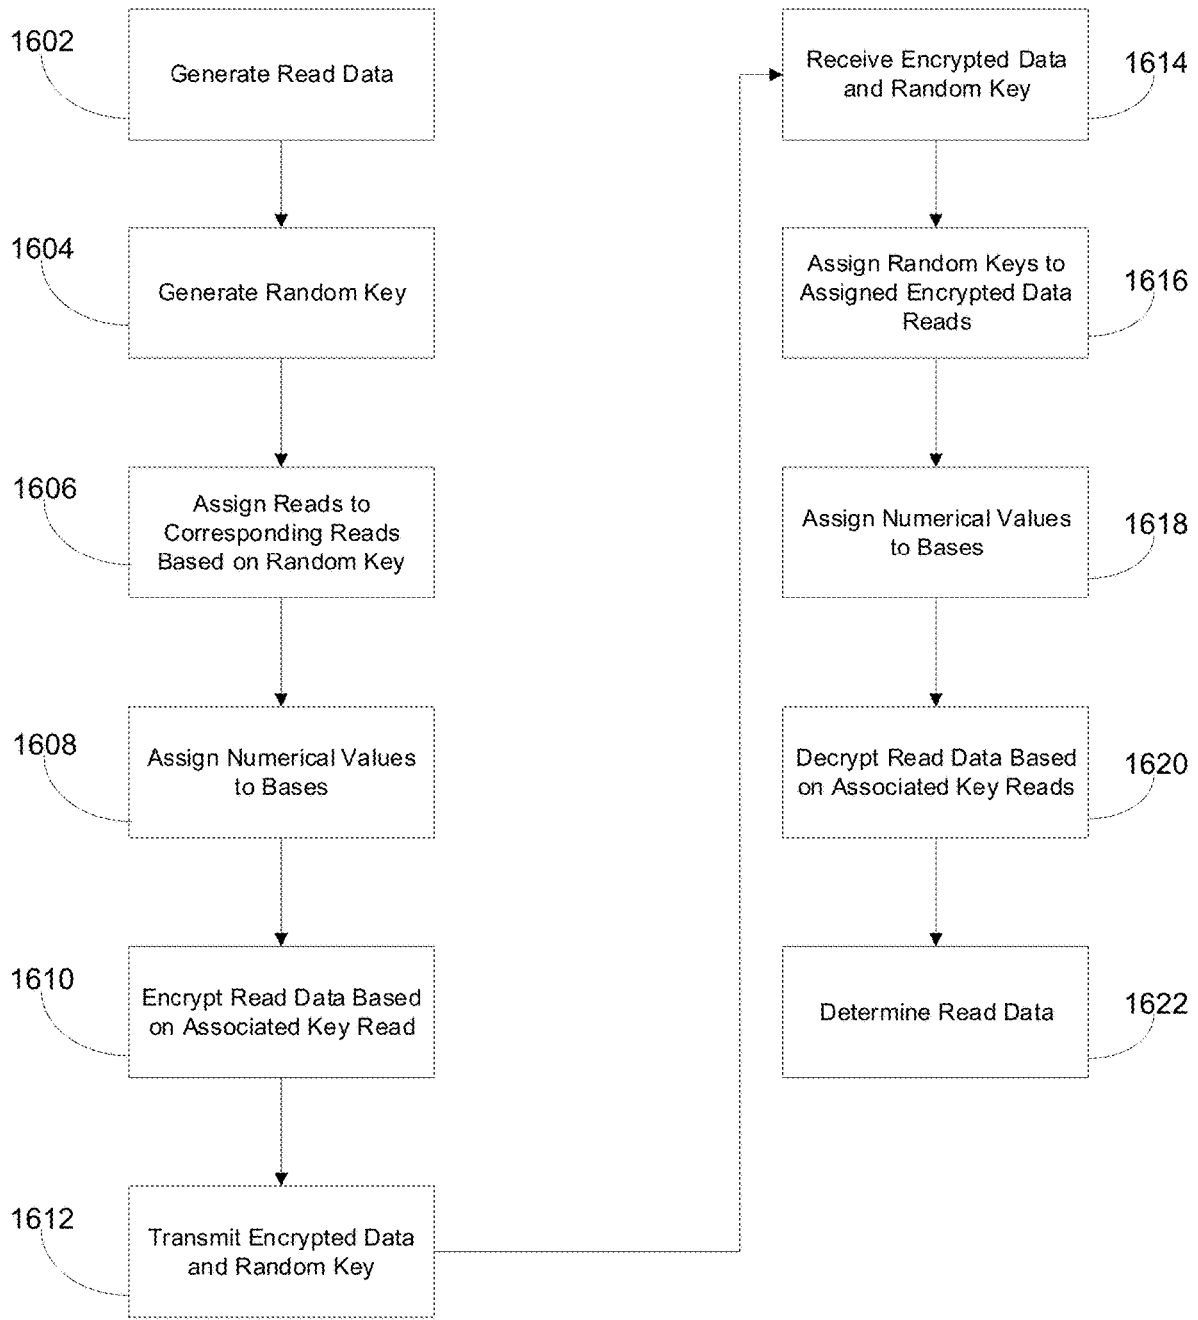 1602
Generate Read Data
1604
Generate Random Key
1606
Assign Reads to
Corresponding Reads
Based on Random Key
1608
Assign Numerical Values
to Bases
1610
Encrypt Read Data Based
on Associated Key Read
1612
Transmit Encrypted Data
and Random Key
Receive Encrypted Data
and Random Key
1614
Assign Random Keys to
Assigned Encrypted Data
Reads
1616
Assign Numerical Values
to Bases
1618
Decrypt Read Data Based
on Associated Key Reads
1620
Determine Read Data
1622